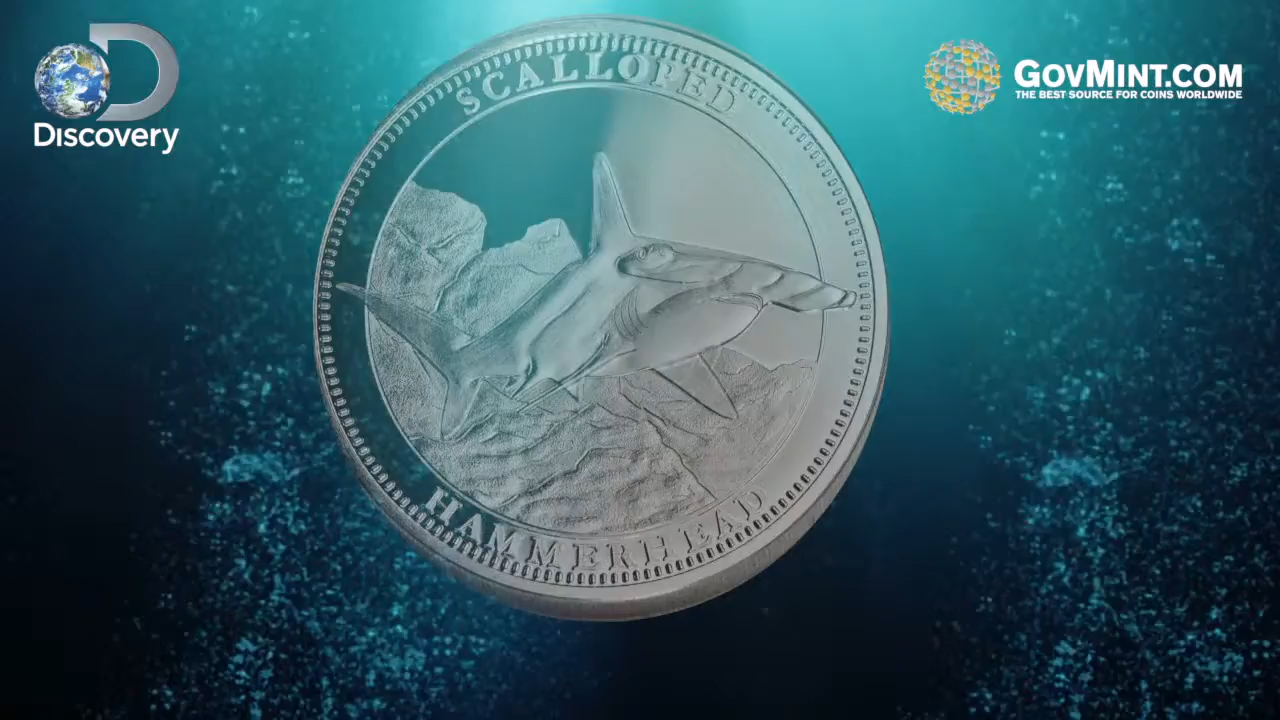 Discovery
GOVMINT.COM
THE BEST SOURCE FOR COINS WORLDWIDE
SCALLOPED
HAMMERHEAD